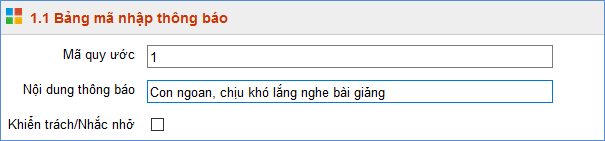 1.1 Bảng mã nhập thông báo
Mã quy ước 1
Nội dung thông báo Con ngoan, chịu khó lắng nghe bài giảng
Khiển trách/Nhắc nhở